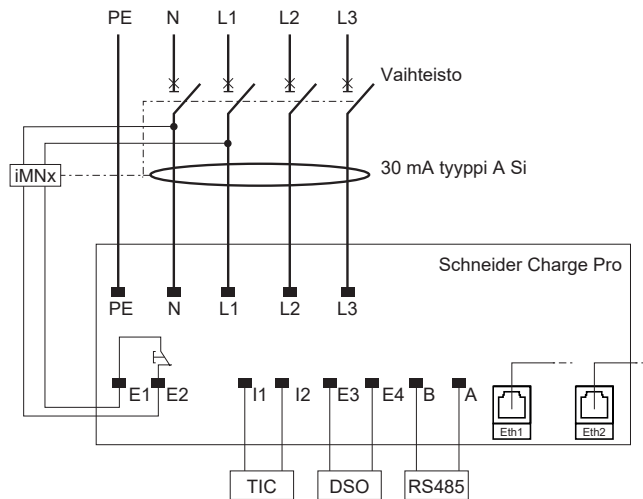 PE N L1 L2 L3
Vaihteisto
30 mA tyyppi A Si
iMNx
Schneider Charge Pro
PE N L1 L2 L3
E1 E2 I1 I2 E3 E4 B A
Eth1 Eth2
TIC DSO RS485